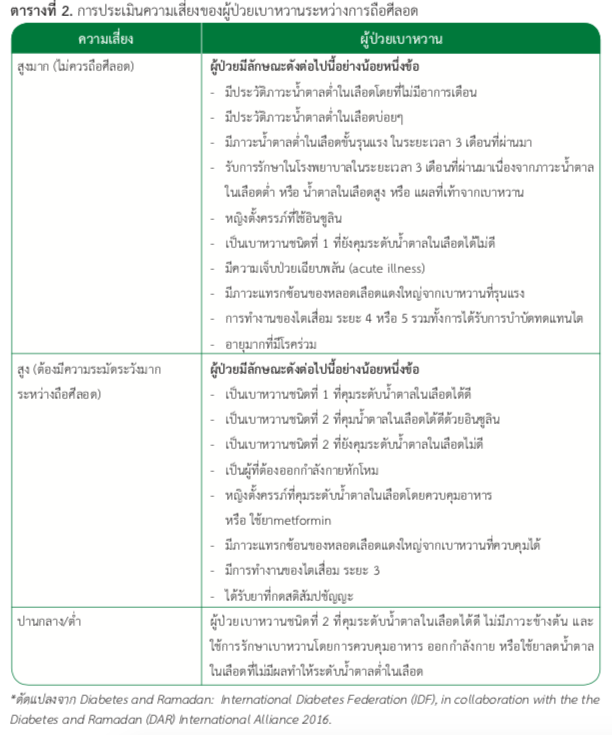 ตารางที่ 2. การประเมินความเสี่ยงของผู้ป่วยเบาหวานระหว่างการถือศีลอด
ความเสี่ยง
ผู้ป่วยเบาหวาน
สูงมาก (ไม่ควรถือศีลอด)
ผู้ป่วยมีลักษณะดังต่อไปนี้อย่างน้อยหนึ่งข้อ
- มีประวัติภาวะน้ำตาลต่ำในเลือดโดยที่ไม่มีอาการเตือน
- มีประวัติภาวะน้ำตาลต่ำในเลือดบ่อยๆ
- มีภาวะน้ำตาลต่ำในเลือดขั้นรุนแรง ในระยะเวลา 3 เดือนที่ผ่านมา
- รับการรักษาในโรงพยาบาลในระยะเวลา 3 เดือนที่ผ่านมาเนื่องจากภาวะน้ำตาล
ในเลือดต่ำ หรือ น้ำตาลในเลือดสูง หรือ แผลที่เท้าจากเบาหวาน
- หญิงตั้งครรภ์ที่ใช้อินซูลิน
- เป็นเบาหวานชนิดที่ 1 ที่ยังคุมระดับน้ำตาลในเลือดได้ไม่ดี
- มีความเจ็บป่วยเฉียบพลัน (acute illness)
- มีภาวะแทรกซ้อนของหลอดเลือดแดงใหญ่จากเบาหวานที่รุนแรง
- การทำงานของไตเสื่อม ระยะ 4 หรือ 5 รวมทั้งการได้รับการบำบัดทดแทนไต
- อายุมากที่มีโรคร่วม
สูง (ต้องมีความระมัดระวังมาก
ระหว่างถือศีลอด)
ผู้ป่วยมีลักษณะดังต่อไปนี้อย่างน้อยหนึ่งข้อ
- เป็นเบาหวานชนิดที่ 1 ที่คุมระดับน้ำตาลในเลือดได้ดี
- เป็นเบาหวานชนิดที่ 2 ที่คุมน้ำตาลในเลือดได้ดีด้วยอินซูลิน
- เป็นเบาหวานชนิดที่ 2 ที่ยังคุมระดับน้ำตาลในเลือดไม่ดี
- เป็นผู้ที่ต้องออกกำลังกายหักโหม
- หญิงตั้งครรภ์ที่คุมระดับน้ำตาลในเลือดโดยควบคุมอาหาร
หรือ ใช้ยาmetformin
- มีภาวะแทรกซ้อนของหลอดเลือดแดงใหญ่จากเบาหวานที่ควบคุมได้
- มีการทำงานของไตเสื่อม ระยะ 3
- ได้รับยาที่กดสติสัมปชัญญะ
ปานกลาง/ต่ำ
ผู้ป่วยเบาหวานชนิดที่ 2 ที่คุมระดับน้ำตาลในเลือดได้ดี ไม่มีภาวะข้างต้น และ
ใช้การรักษาเบาหวานโดยการควบคุมอาหาร ออกกำลังกาย หรือใช้ยาลดน้ำตาล
ในเลือดที่ไม่มีผลทำให้ระดับน้ำตาลต่ำในเลือด
*ดัดแปลงจาก Diabetes and Ramadan: International Diabetes Federation (IDF), in collaboration with the the
Diabetes and Ramadan (DAR) International Alliance 2016.